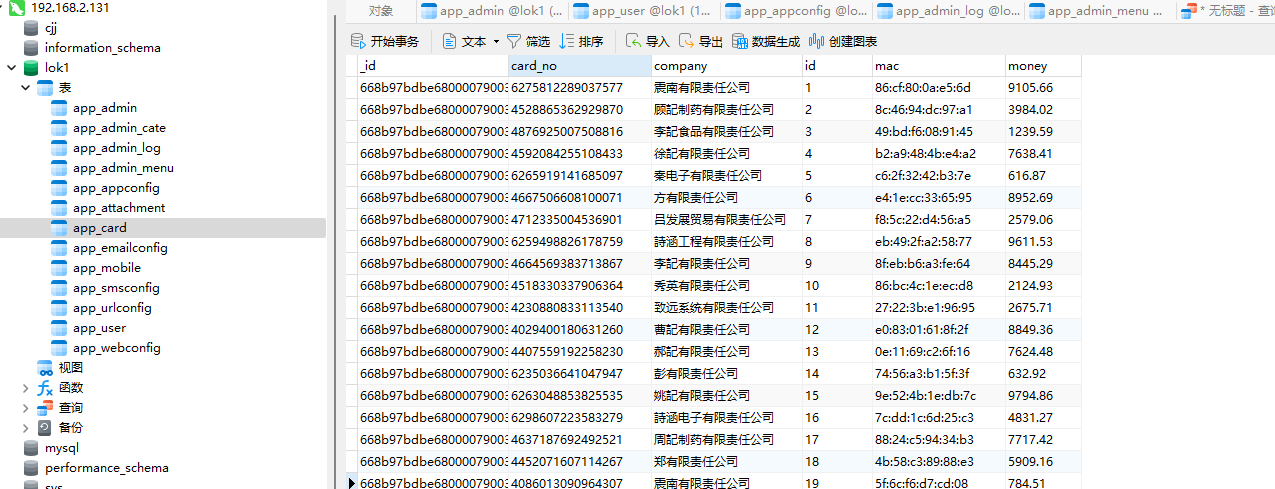 192.168.2.131
cjj
information_schema
lok1
表
app_admin
app_admin_cate
app_admin_log
app_admin_menu
app_appconfig
app_attachment
app_card
app_emailconfig
app_mobile
app_smsconfig
app_urlconfig
app_user
app_webconfig
视图
函数
查询
备份
mysql
performance_schema
sys
对象 app_admin @lok1 (... app_user @lok1 (1... app_appconfig @lo... app_admin_log @lo... app_admin_menu ... * 无标题 - 查询
开始事务 文本 筛选 排序 导入 导出 数据生成 创建图表
_id card_no company id mac money
668b97bdbe68000079003 6275812289037577 震南有限责任公司 1 86:cf:80:0a:e5:6d 9105.66
668b97bdbe68000079003 4528865362929870 顾記制药有限责任公司 2 8c:46:94:dc:97:a1 3984.02
668b97bdbe68000079003 4876925007508816 李記食品有限责任公司 3 49:bd:f6:08:91:45 1239.59
668b97bdbe68000079003 4592084255108433 徐記有限责任公司 4 b2:a9:48:4b:e4:a2 7638.41
668b97bdbe68000079003 6265919141685097 秦电子有限责任公司 5 c6:2f:32:42:b3:7e 616.87
668b97bdbe68000079003 4667506608100071 方有限责任公司 6 e4:1e:cc:33:65:95 8952.69
668b97bdbe68000079003 4712335004536901 吕发展贸易有限责任公司 7 f8:5c:22:d4:56:a5 2579.06
668b97bdbe68000079003 6259498826178759 詩涵工程有限责任公司 8 eb:49:2f:a2:58:77 9611.53
668b97bdbe68000079003 4664569383713867 李記有限责任公司 9 8f:eb:b6:a3:fe:64 8445.29
668b97bdbe68000079003 4518330337906364 秀英有限责任公司 10 86:bc:4c:1e:ec:d8 2124.93
668b97bdbe68000079003 4230880833113540 致远系统有限责任公司 11 27:22:3b:e1:96:95 2675.71
668b97bdbe68000079003 4029400180631260 曹記有限责任公司 12 e0:83:01:61:8f:2f 8849.36
668b97bdbe68000079003 4407559192258230 郝記有限责任公司 13 0e:11:69:c2:6f:16 7624.48
668b97bdbe68000079003 6235036641047947 彭有限责任公司 14 74:56:a3:b1:5f:3f 632.92
668b97bdbe68000079003 6263048853825535 姚記有限责任公司 15 9e:52:4b:1e:db:7c 9794.86
668b97bdbe68000079003 6298607223583279 詩涵电子有限责任公司 16 7c:dd:1c:6d:25:c3 4831.27
668b97bdbe68000079003 4637187692492521 周記制药有限责任公司 17 88:24:c5:94:34:b3 7717.42
668b97bdbe68000079003 4452071607114267 郑有限责任公司 18 4b:58:c3:89:88:e3 5909.16
668b97bdbe68000079003 4086013090964307 震南有限责任公司 19 5f:6c:f6:d7:cd:08 784.51